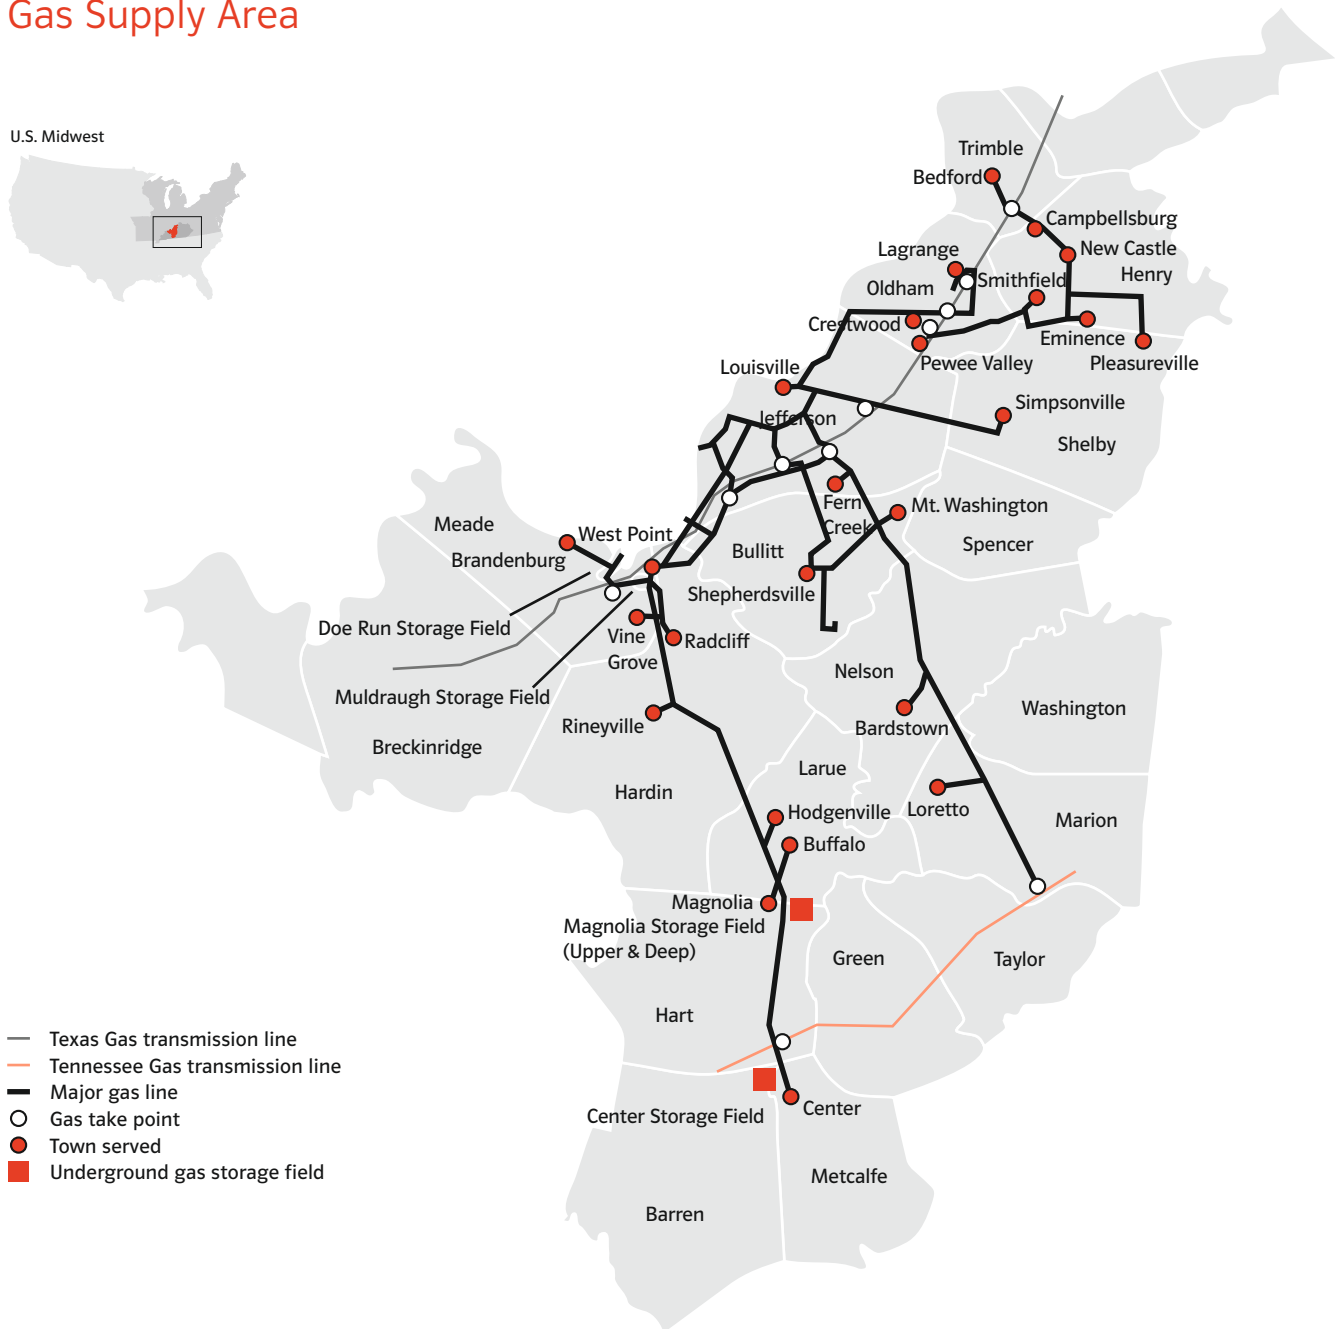 Gas Supply Area
U.S. Midwest
Trimble
Bedford
Campbellsburg
New Castle
Lagrange
Henry
Smithfield
Oldham
Crestwood
Eminence
Pewee Valley
Pleasureville
Louisville
Simpsonville
Jefferson
Shelby
Fern
Creek
Mt. Washington
Meade
West Point
Brandenburg
Bullitt
Spencer
Shepherdsville
Doe Run Storage Field
Vine
Grove
Radcliff
Nelson
Muldraugh Storage Field
Washington
Rineyville
Bardstown
Breckinridge
Larue
Hardin
Hodgenville
Loretto
Marion
Buffalo
Magnolia
Magnolia Storage Field
(Upper & Deep)
Green
Taylor
Hart
Texas Gas transmission line
Tennessee Gas transmission line
Major gas line
Gas take point
Town served
Underground gas storage field
Center Storage Field
Center
Metcalfe
Barren